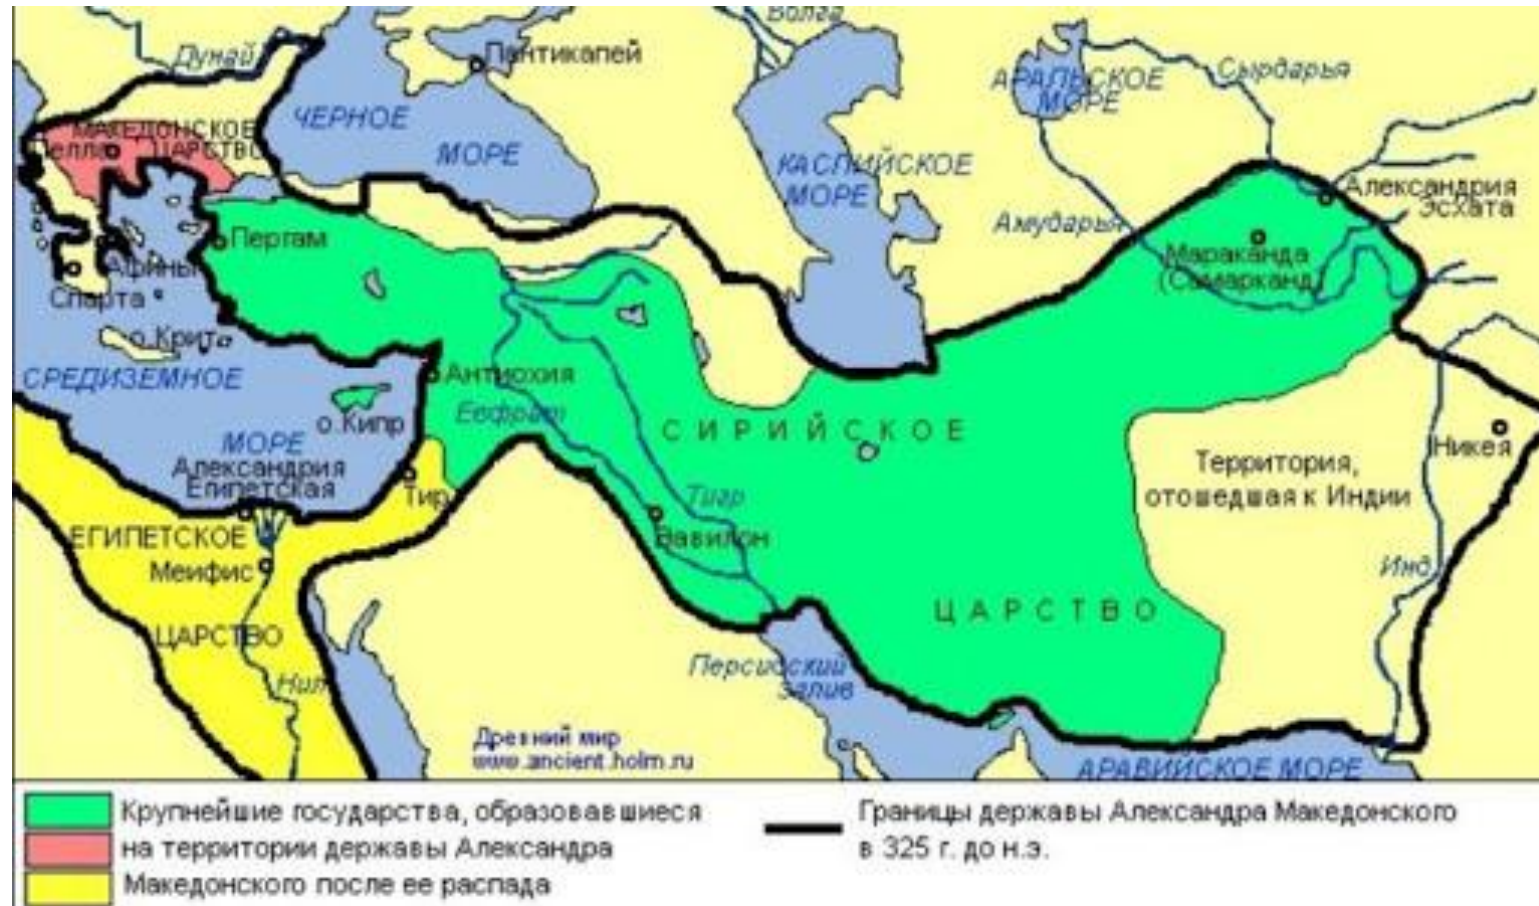 Волга
Дунай
Пантикапей
Сырдарья
АРАЛЬСКОЕ
МОРЕ
ЧЕРНОЕ
МОРЕ
МАКЕДОНСКОЕ
Пелла
ЦАРСТВО
КАСПИЙСКОЕ
МОРЕ
Александрия
Эсхата
Амударья
Пергам
Мараканда
(Самарканд)
Афины
Спарта
о.Крит
СРЕДИЗЕМНОЕ
МОРЕ
Антиохия
Евфрат
о.Кипр
СИРИЙСКОЕ
Никея
Территория,
отошедшая к Индии
Александрия
Египетская
Тир
Тигр
Вавилон
ЕГИПЕТСКОЕ
Меифис
Инд
ЦАРСТВО
ЦАРСТВО
Нил
Персидский
залив
Древний мир
www.ancient.holm.ru
АРАВИЙСКОЕ МОРЕ
Крупнейшие государства, образовавшиеся
на территории державы Александра
Македонского после ее распада
Границы державы Александра Македонского
в 325 г. до н.э.